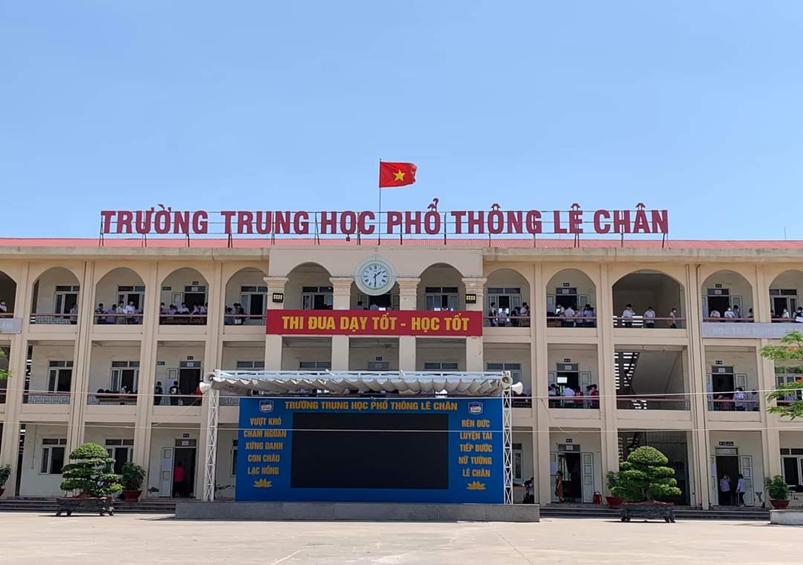 TRƯỜNG TRUNG HỌC PHỔ THÔNG LÊ CHÂN
THI ĐUA DẠY TỐT - HỌC TỐT
TRƯỜNG TRUNG HỌC PHỔ THÔNG LÊ CHÂN
VƯỢT KHÓ
CHĂM NGOAN
XỨNG DANH
CON CHÁU
LẠC HỒNG
RÈN ĐỨC
LUYỆN TÀI
TIẾP BƯỚC
NỮ TƯỚNG
LÊ CHÂN